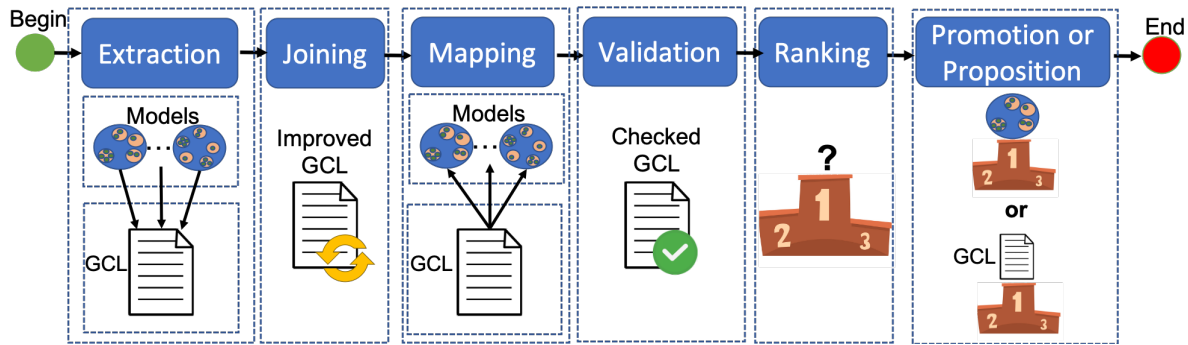 Begin
End
Extraction
Joining
Mapping
Validation
Ranking
Promotion or
Proposition
Models
...
GCL
Improved
GCL
Models
...
GCL
Checked
GCL
?
1
2
3
1
2
3
or
GCL
1
2
3